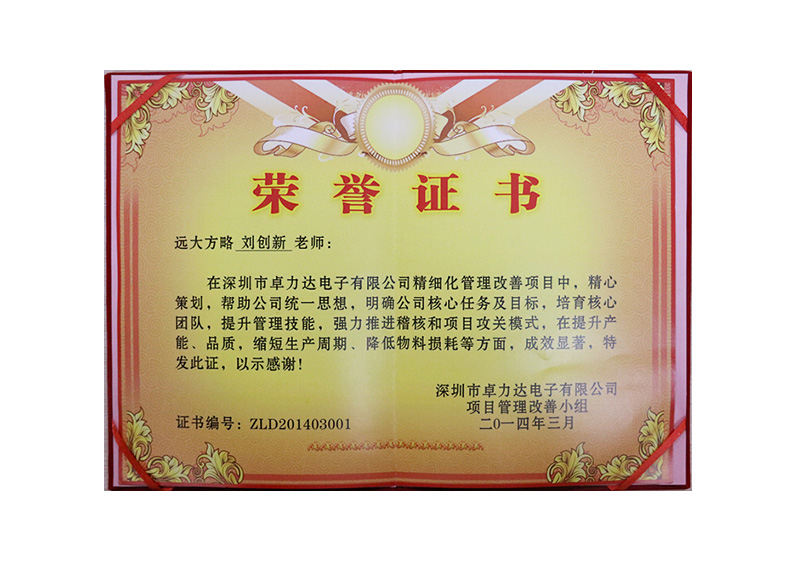 荣誉证书
远大方略 刘创新 老师：
在深圳市卓力达电子有限公司精细化管理改善项目中，精心
策划，帮助公司统一思想，明确公司核心任务及目标，培育核心
团队，提升管理技能，强力推进稽核和项目攻关模式，在提升产
能、品质，缩短生产周期、降低物料损耗等方面，成效显著，特
发此证，以示感谢！
深圳市卓力达电子有限公司
项目管理改善小组
证书编号：ZLD201403001
二〇一四年三月